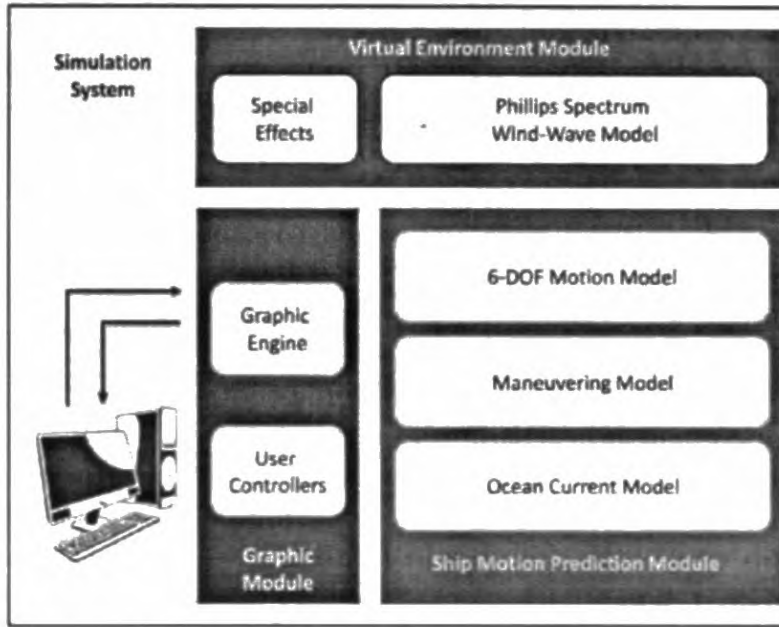 Simulation
System
Virtual Environment Module
Special
Effects
Phillips Spectrum
Wind-Wave Model
Graphic
Engine
User
Controllers
Graphic
Module
6-DOF Motion Model
Maneuvering Model
Ocean Current Model
Ship Motion Prediction Module